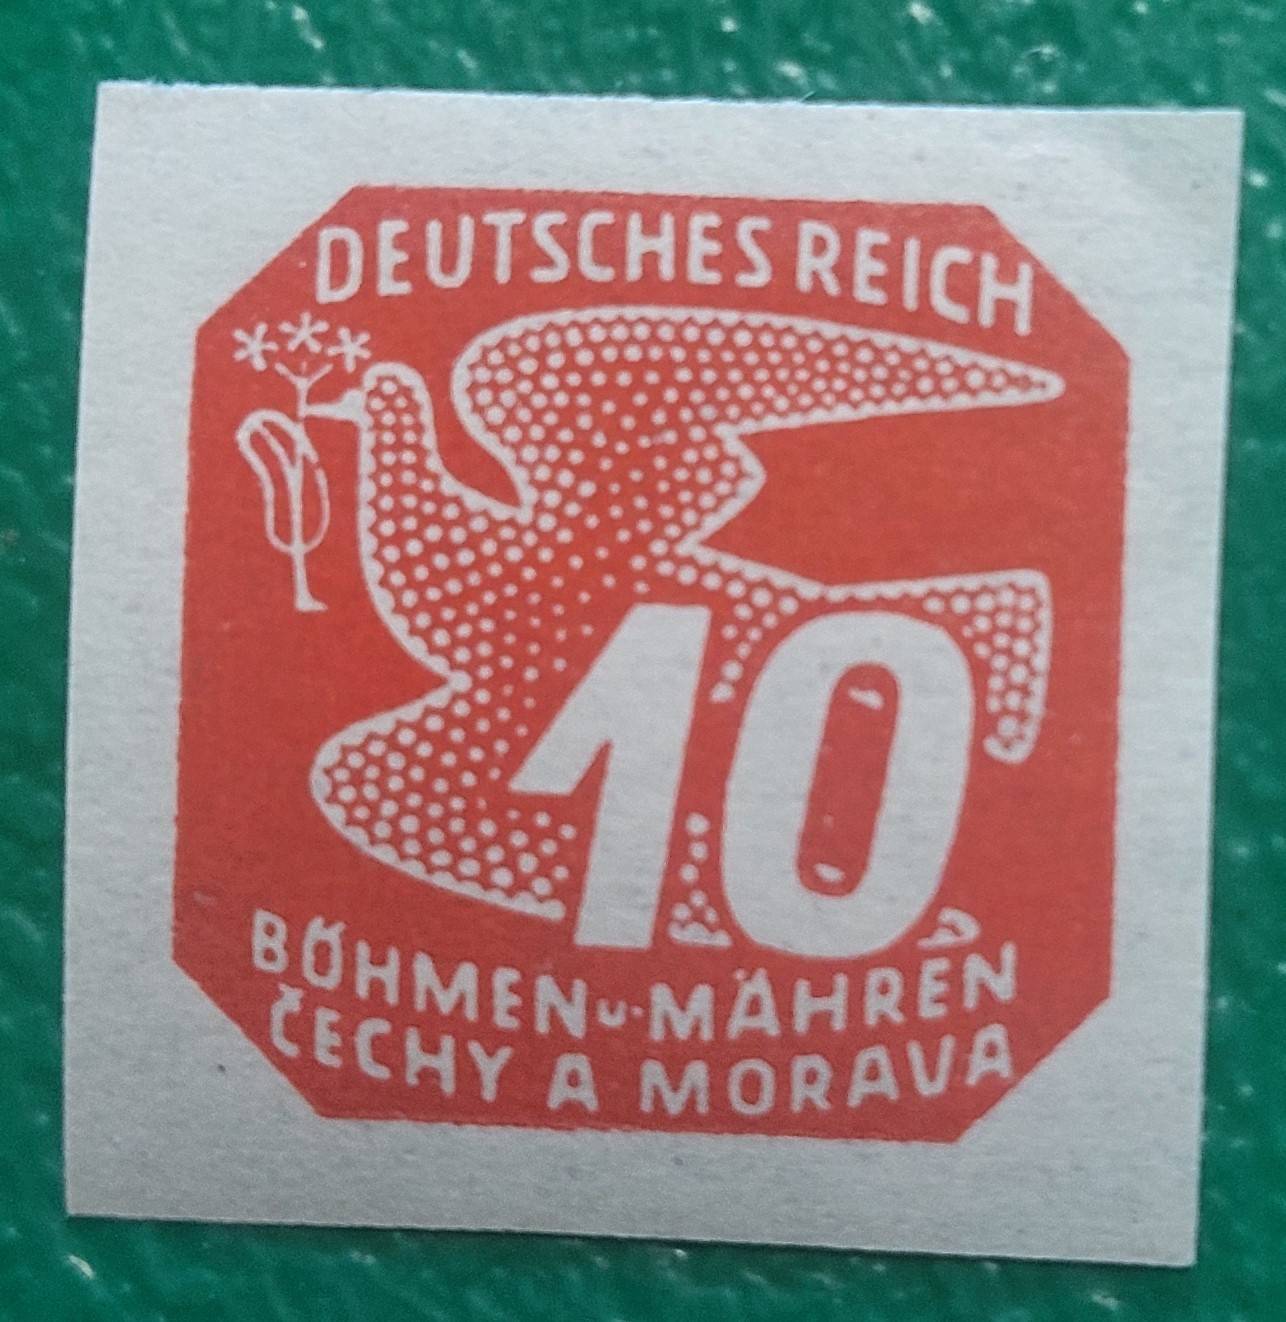 DEUTSCHES REICH
10
BÖHMEN u. MÄHREN
ČECHY A MORAVA